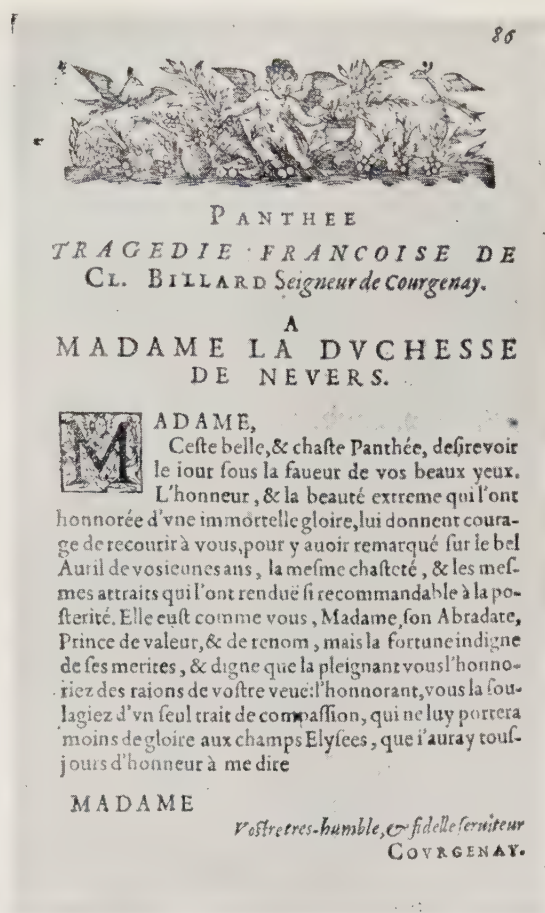 86
PANTHEE
TRAGEDIE FRANCOISE DE
CL. BILLARD Seigneur de Courgenay.
A
MADAME LA DVCHESSE
DE NEVERS.
MADAME,
Ceste belle, & chaste Panthée, desire voir
le iour sous la faueur de vos beaux yeux.
L'honneur, & la beauté extreme qui l'ont
honnorée d'vne immortelle gloire, lui donnent coura-
ge de recourir à vous, pour y auoir remarqué sur le bel
Auril de vos ieunes ans, la mesme chasteté, & les mes-
mes attraits qui l'ont renduë si recommandable à la po-
sterité. Elle eust comme vous, Madame, son Abradate,
Prince de valeur, & de renom, mais la fortune indigne
de ses merites, & digne que la pleignant vous l'honno-
riez des raions de vostre veuë: l'honnorant, vous la sou-
lagiez d'vn seul trait de compassion, qui ne luy portera
moins de gloire aux champs Elysees, que i'auray tous-
jours d'honneur à me dire
MADAME
Vostre tres-humble, & fidelle seruiteur
COVRGENAY.